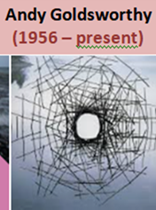 Andy Goldsworthy
(1956 – present)